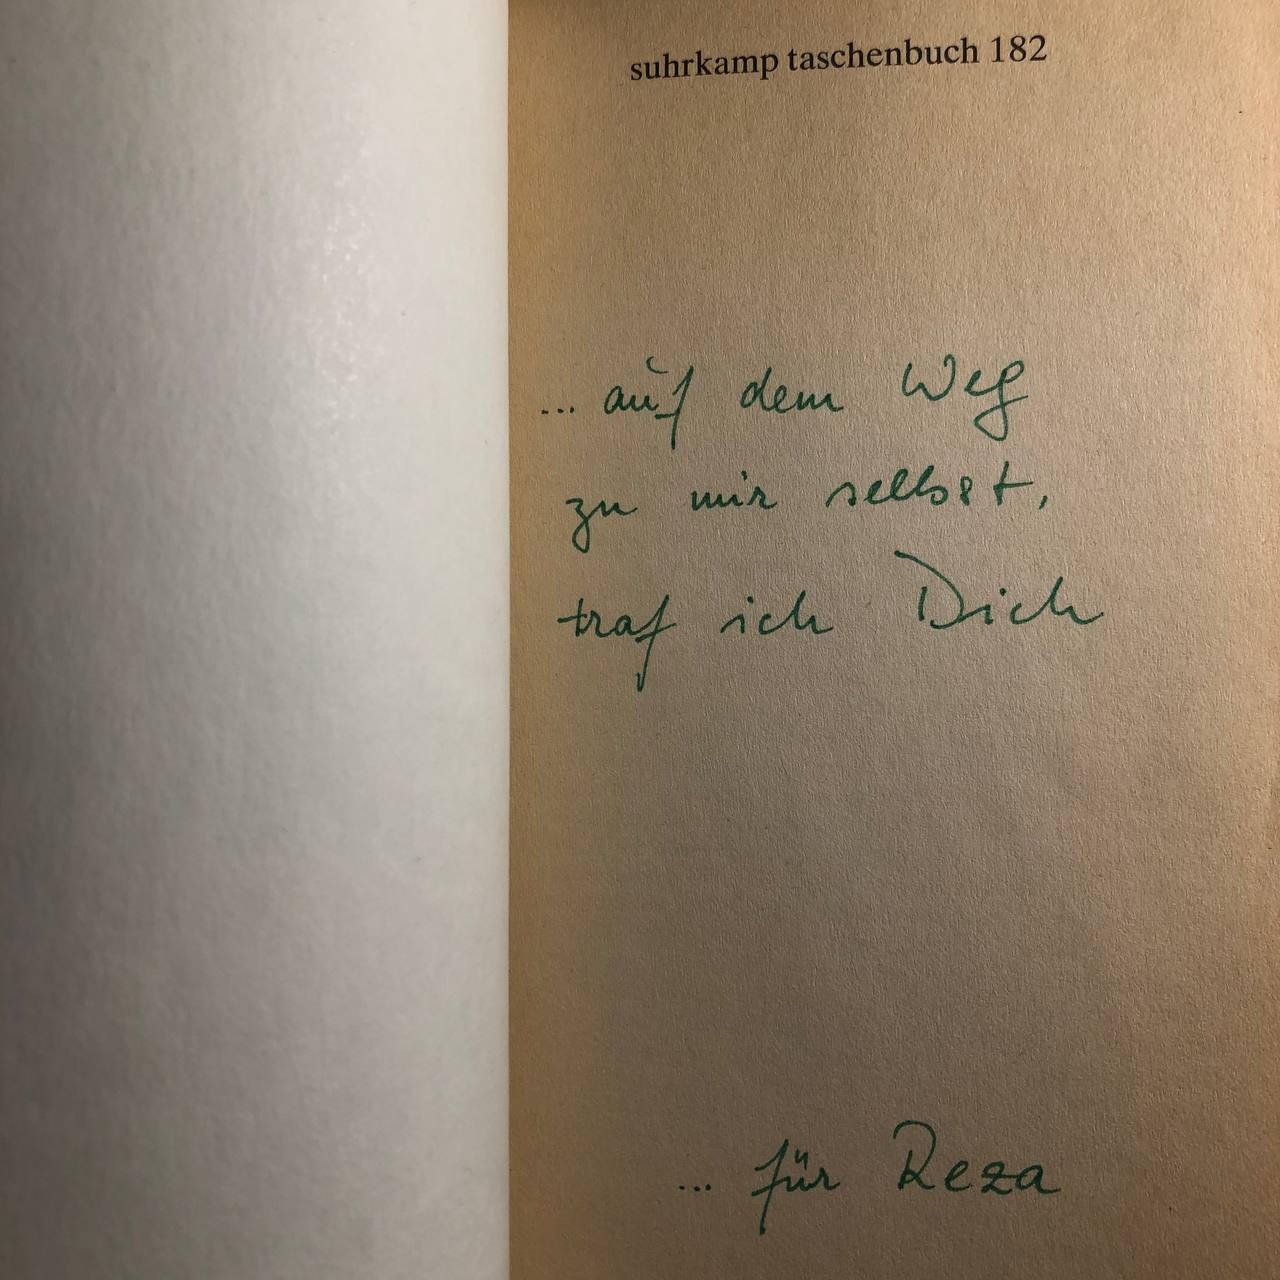 suhrkamp taschenbuch 182
... auf dem Weg
zu mir selbst,
traf ich Dich
... für Reza